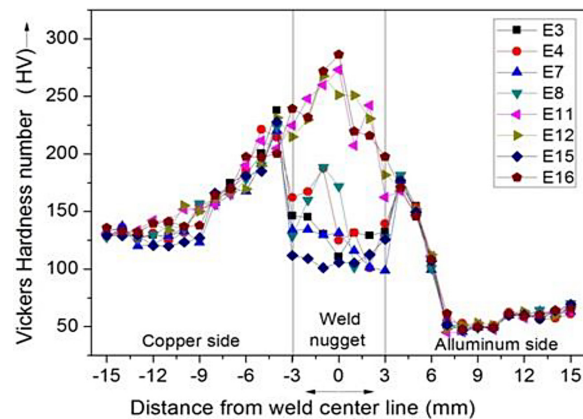 Vickers Hardness number (HV)
300
250
200
150
100
50
E3
E4
E7
E8
E11
E12
E15
E16
Copper side
Weld
nugget
Alluminum side
-15 -12 -9 -6 -3 0 3 6 9 12 15
Distance from weld center line (mm)